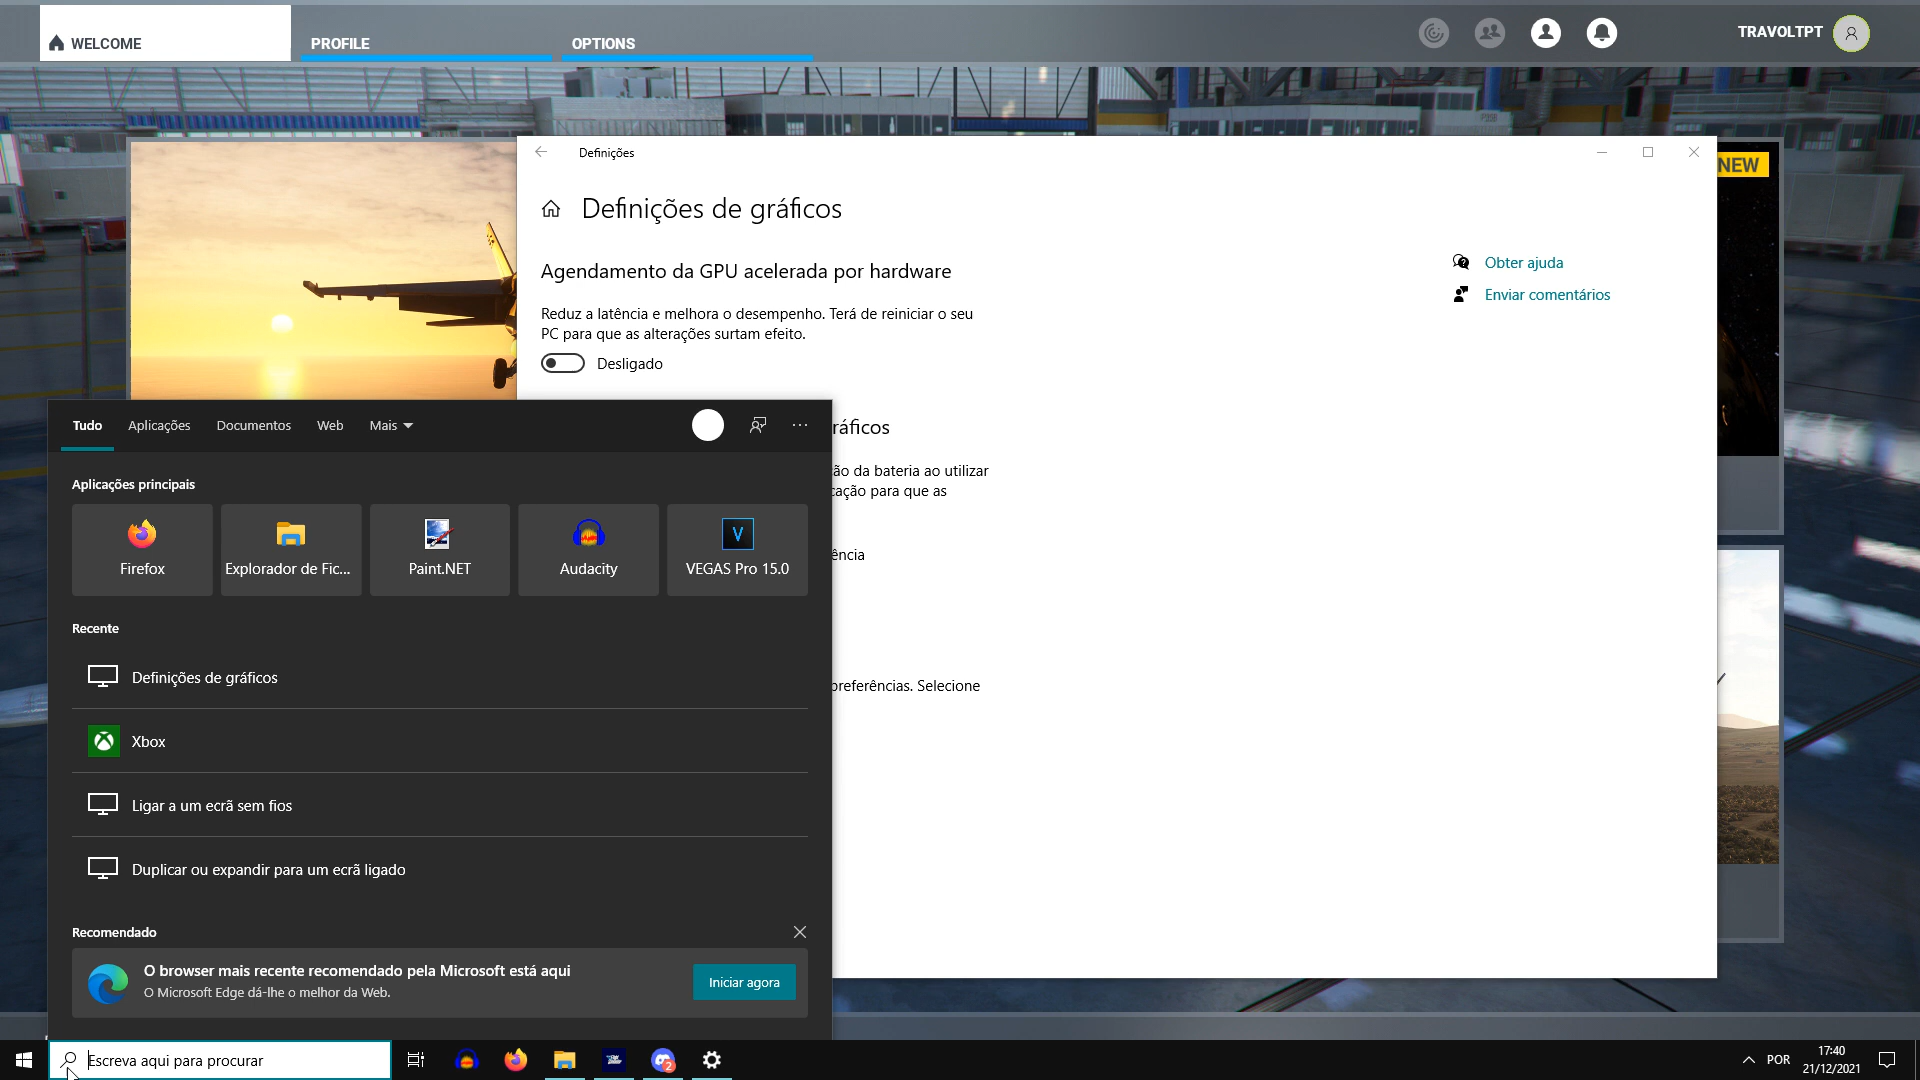 WELCOME
PROFILE
OPTIONS
TRAVOLTPT
NEW
Definições
Definições de gráficos
Agendamento da GPU acelerada por hardware
Reduz a latência e melhora o desempenho. Terá de reiniciar o seu
PC para que as alterações surtam efeito.
Desligado
Obter ajuda
Enviar comentários
ráficos
ão da bateria ao utilizar
cação para que as
ência
preferências. Selecione
Tudo
Aplicações
Documentos
Web
Mais
Aplicações principais
Firefox
Explorador de Fic...
Paint.NET
Audacity
VEGAS Pro 15.0
Recente
Definições de gráficos
Xbox
Ligar a um ecrã sem fios
Duplicar ou expandir para um ecrã ligado
Recomendado
O browser mais recente recomendado pela Microsoft está aqui
O Microsoft Edge dá-lhe o melhor da Web.
Iniciar agora
Escreva aqui para procurar
2
POR
17:40
21/12/2021